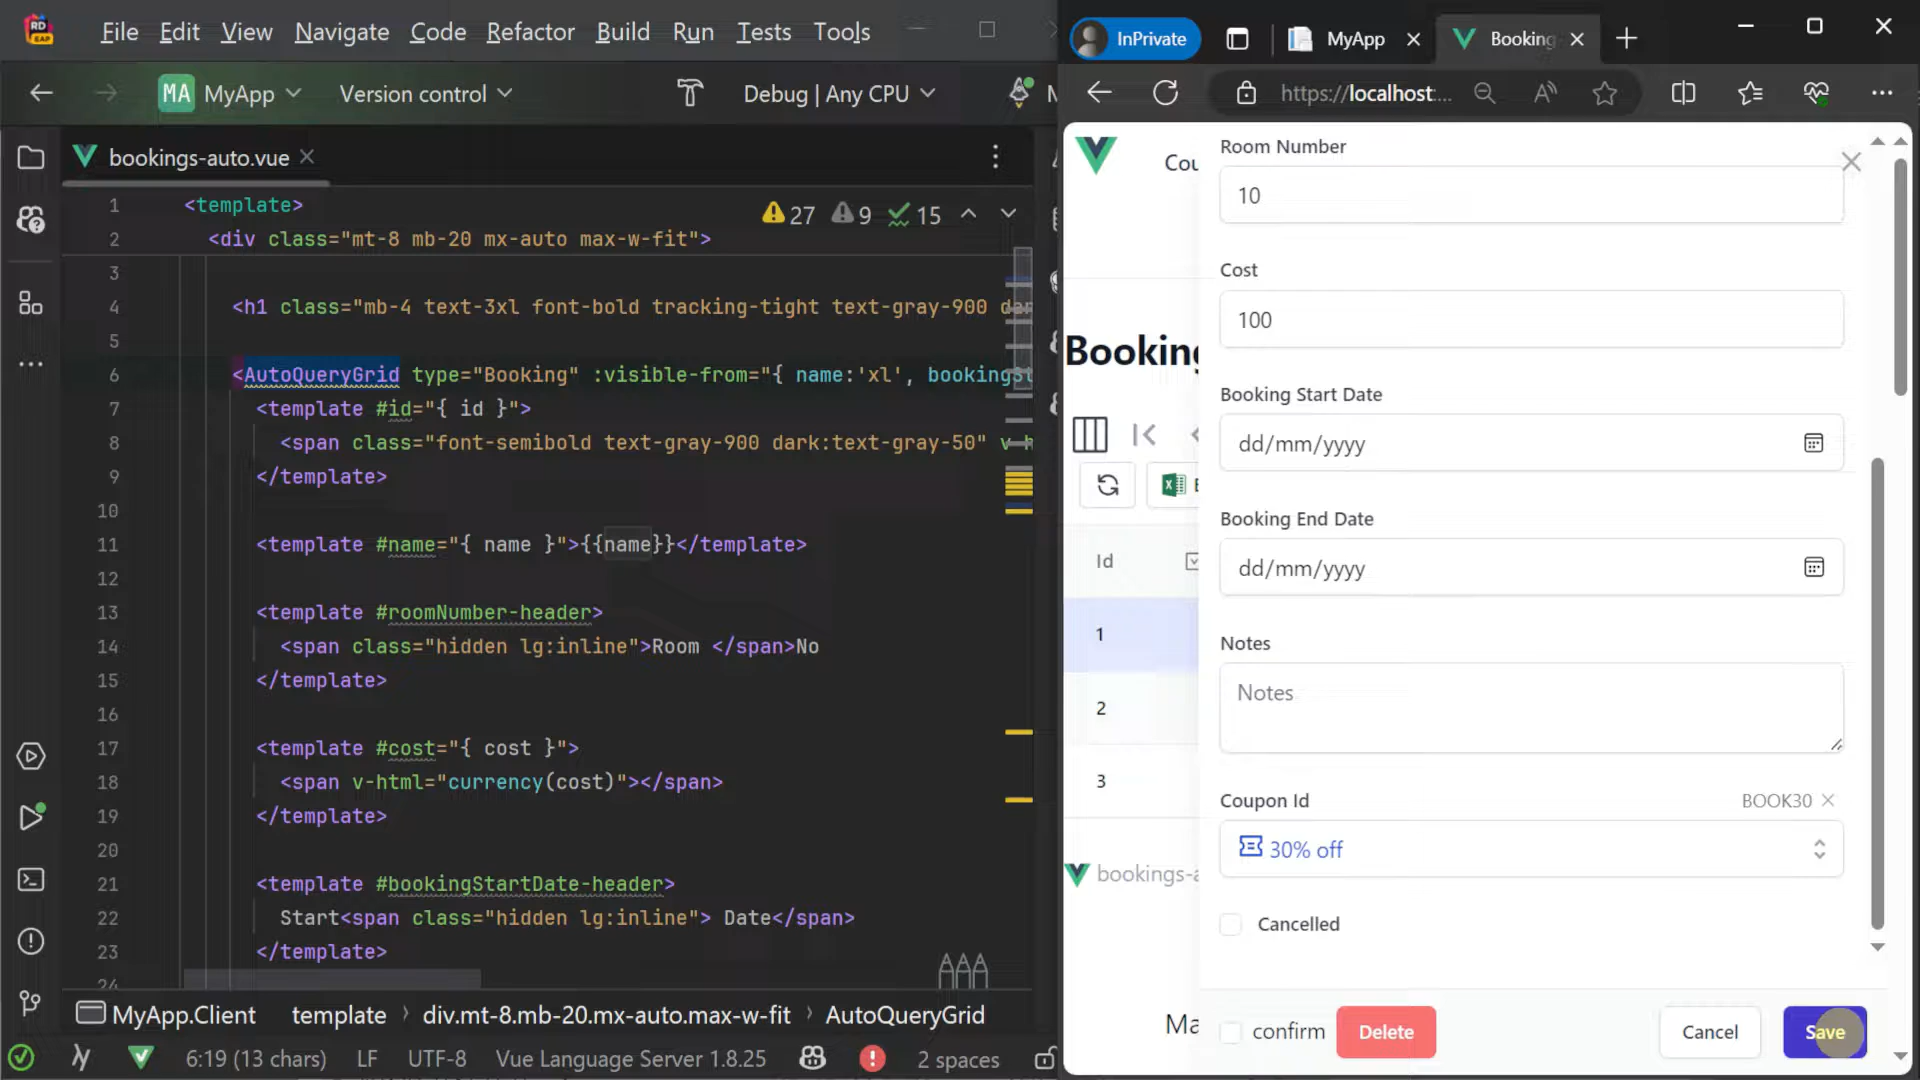 File Edit View Navigate Code Refactor Build Run Tests Tools
MA MyApp Version control Debug | Any CPU
bookings-auto.vue
27 9 15
1 <template>
2 <div class="mt-8 mb-20 mx-auto max-w-fit">
3
4 <h1 class="mb-4 text-3xl font-bold tracking-tight text-gray-900
5
6 <AutoQueryGrid type="Booking" :visible-from="{ name:'xl',
7 <template #id="{ id }">
8 <span class="font-semibold text-gray-900 dark:text-gray-50"
9 </template>
10
11 <template #name="{ name }">{{name}}</template>
12
13 <template #roomNumber-header>
14 <span class="hidden lg:inline">Room </span>No
15 </template>
16
17 <template #cost="{ cost }">
18 <span v-html="currency(cost)"></span>
19 </template>
20
21 <template #bookingStartDate-header>
22 Start<span class="hidden lg:inline"> Date</span>
23 </template>
24
MyApp.Client template div.mt-8.mb-20.mx-auto.max-w-fit AutoQueryGrid
6:19 (13 chars) LF UTF-8 Vue Language Server 1.8.25 2 spaces
InPrivate MyApp Booking
https://localhost:...
Cou
Booking
Id
1
2
3
bookings-a
Ma
Room Number
10
Cost
100
Booking Start Date
dd/mm/yyyy
Booking End Date
dd/mm/yyyy
Notes
Notes
Coupon Id BOOK30
30% off
Cancelled
confirm Delete Cancel Save